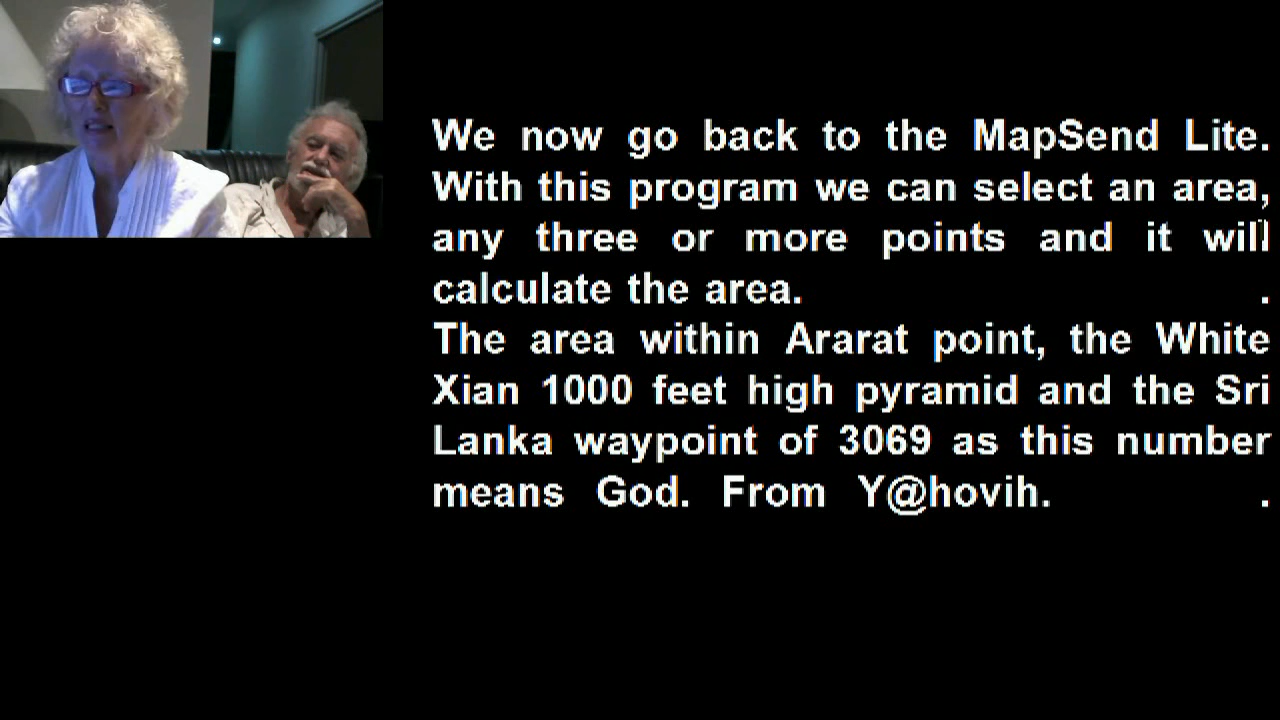 We now go back to the MapSend Lite.
With this program we can select an area,
any three or more points and it will
calculate the area. .
The area within Ararat point, the White
Xian 1000 feet high pyramid and the Sri
Lanka waypoint of 3069 as this number
means God. From Y@hovih. .